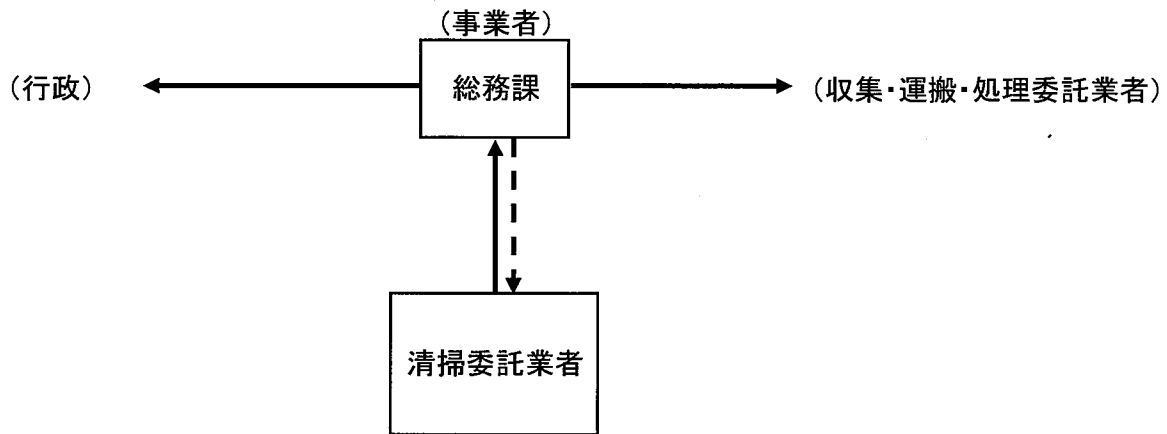 （事業者）
（行政）
総務課
（収集・運搬・処理委託業者）
清掃委託業者